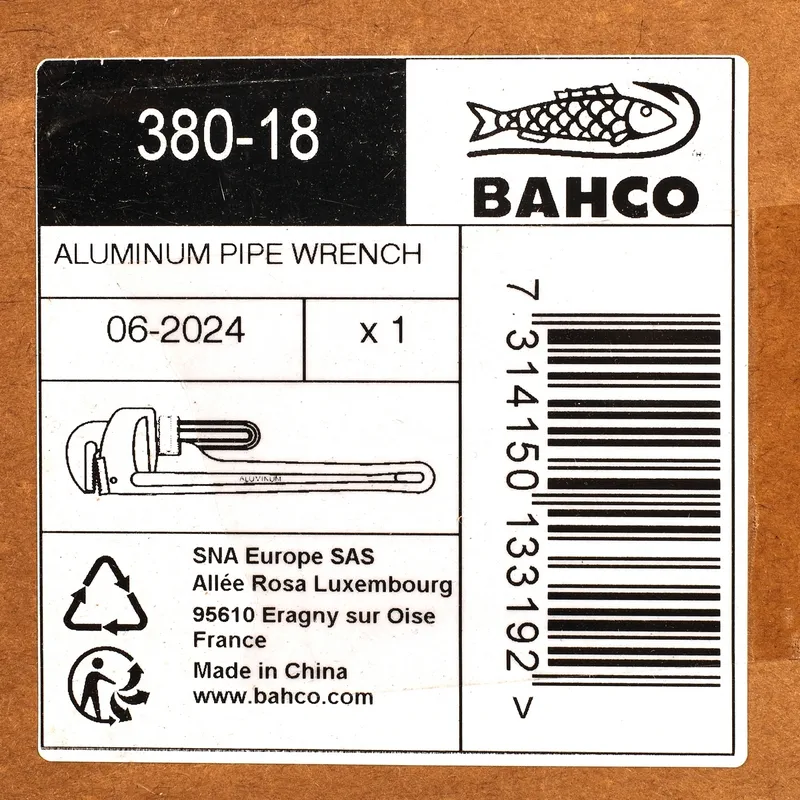 380-18
BAHCO
ALUMINUM PIPE WRENCH
06-2024
x 1
ALUMINUM
SNA Europe SAS
Allée Rosa Luxembourg
95610 Eragny sur Oise
France
Made in China
www.bahco.com
7 314150 133192 >